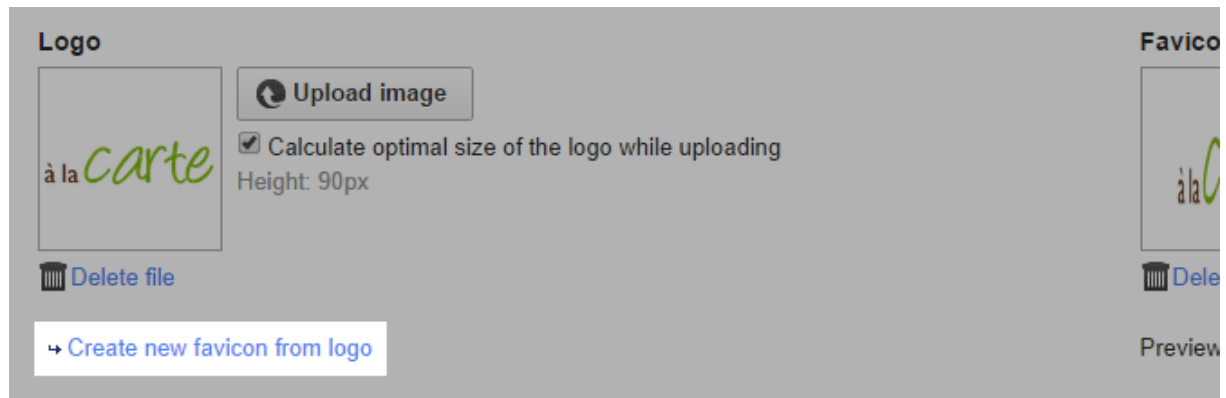 Logo
Upload image
à la carte
Calculate optimal size of the logo while uploading
Height: 90px
Delete file
Create new favicon from logo
Favico
à la C
Dele
Preview